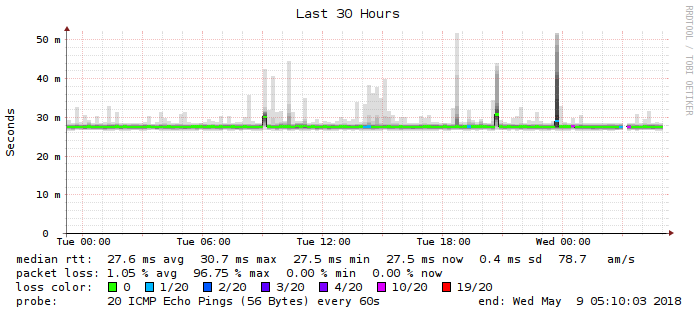 Last 30 Hours
RRDTOOL / TOBI OETIKER
Seconds
50 m
40 m
30 m
20 m
10 m
0
Tue 00:00 Tue 06:00 Tue 12:00 Tue 18:00 Wed 00:00
median rtt: 27.6 ms avg 30.7 ms max 27.5 ms min 27.5 ms now 0.4 ms sd 78.7 am/s
packet loss: 1.05 % avg 96.75 % max 0.00 % min 0.00 % now
loss color: 0 1/20 2/20 3/20 4/20 10/20 19/20
probe: 20 ICMP Echo Pings (56 Bytes) every 60s end: Wed May 9 05:10:03 2018